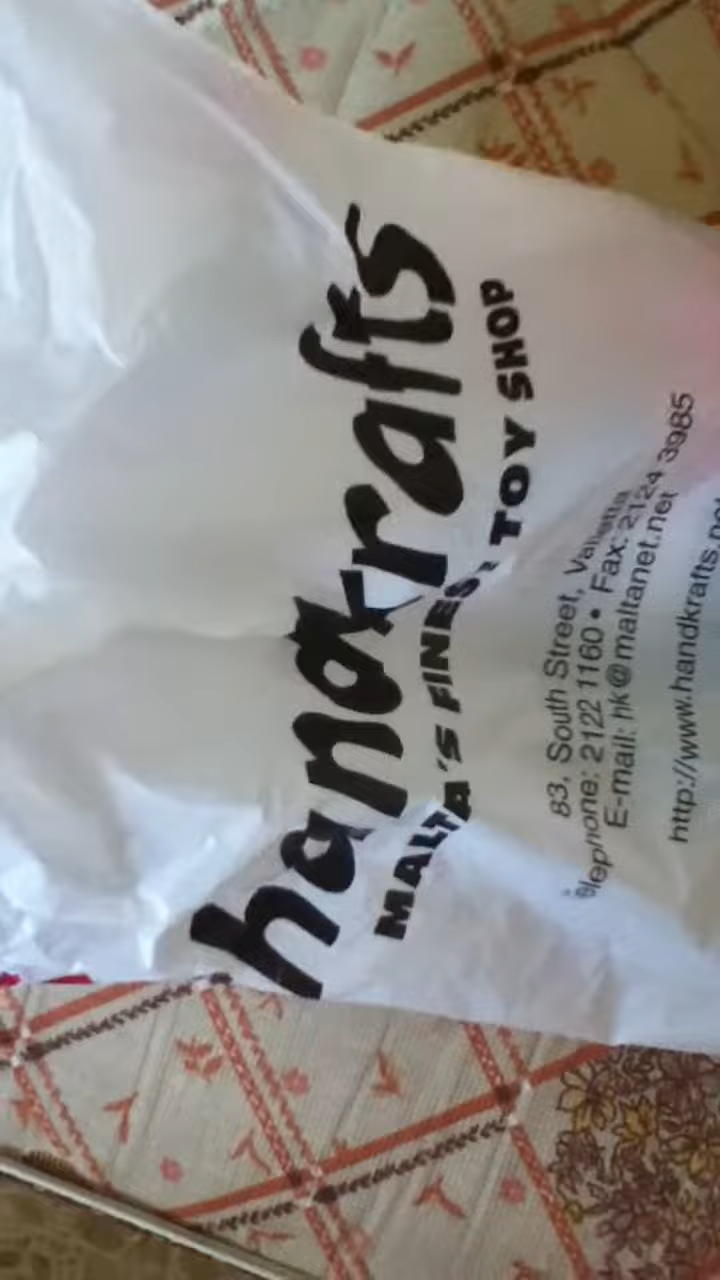 handkrafts
MALTA'S FINEST TOY SHOP
83, South Street, Valletta
elephone: 2122 1160 • Fax: 2124 3985
E-mail: hk@maltanet.net
http://www.handkrafts.net